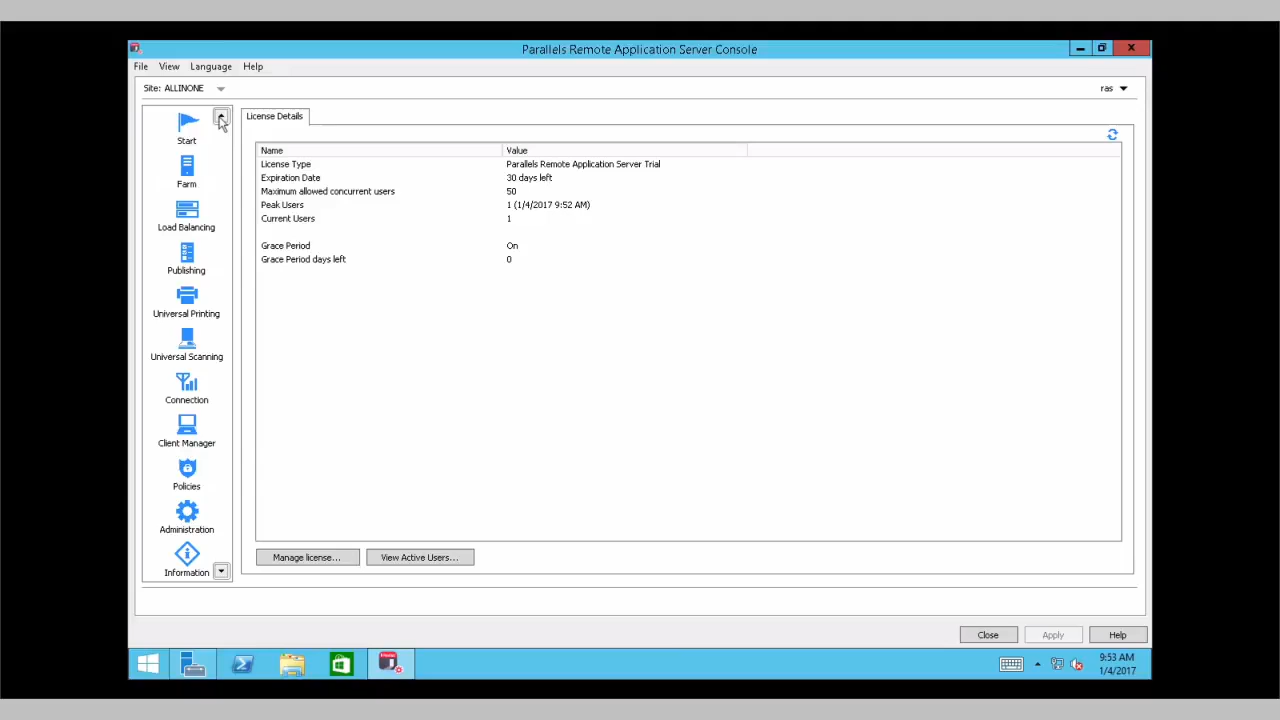 Parallels Remote Application Server Console
File View Language Help
Site: ALLINONE
ras
Start
Farm
Load Balancing
Publishing
Universal Printing
Universal Scanning
Connection
Client Manager
Policies
Administration
Information
License Details
Name Value
License Type Parallels Remote Application Server Trial
Expiration Date 30 days left
Maximum allowed concurrent users 50
Peak Users 1 (1/4/2017 9:52 AM)
Current Users 1
Grace Period On
Grace Period days left 0
Manage license... View Active Users...
Close Apply Help
9:53 AM
1/4/2017